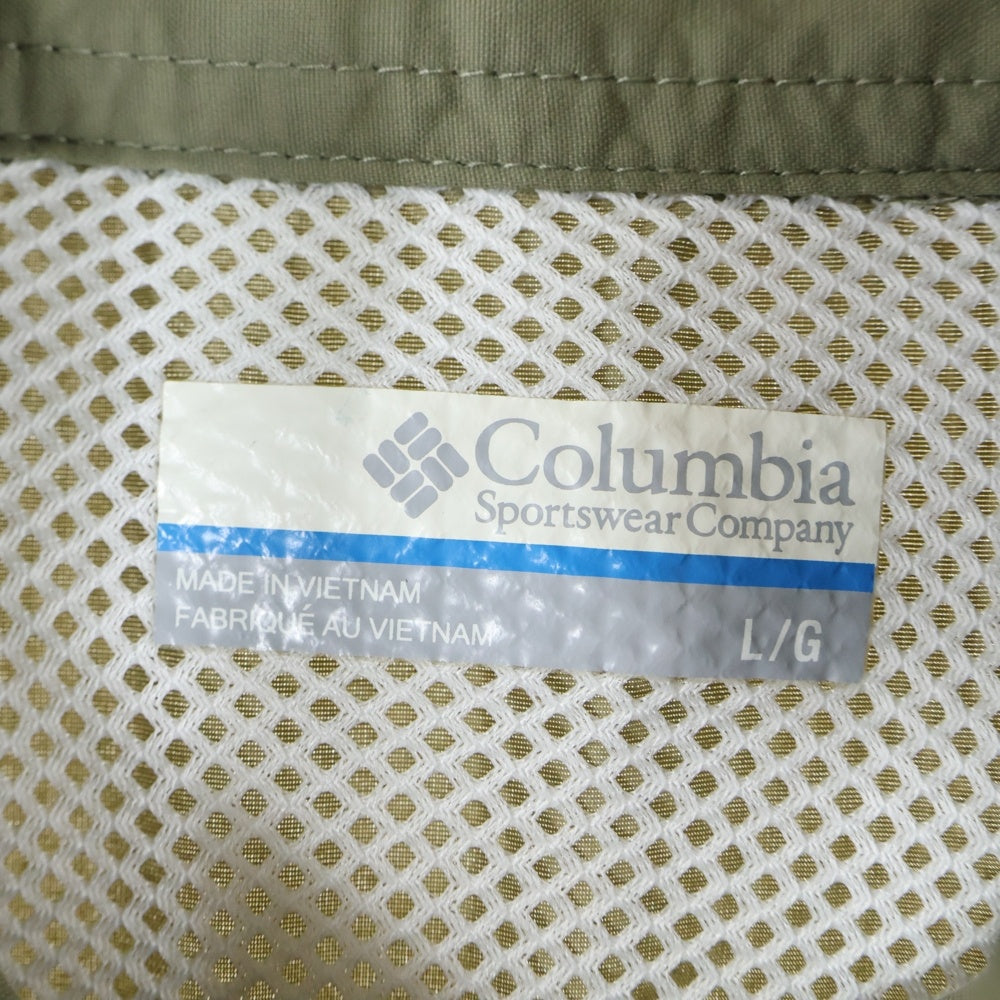 Columbia
Sportswear Company
MADE IN VIETNAM
FABRIQUÉ AU VIETNAM
L/G